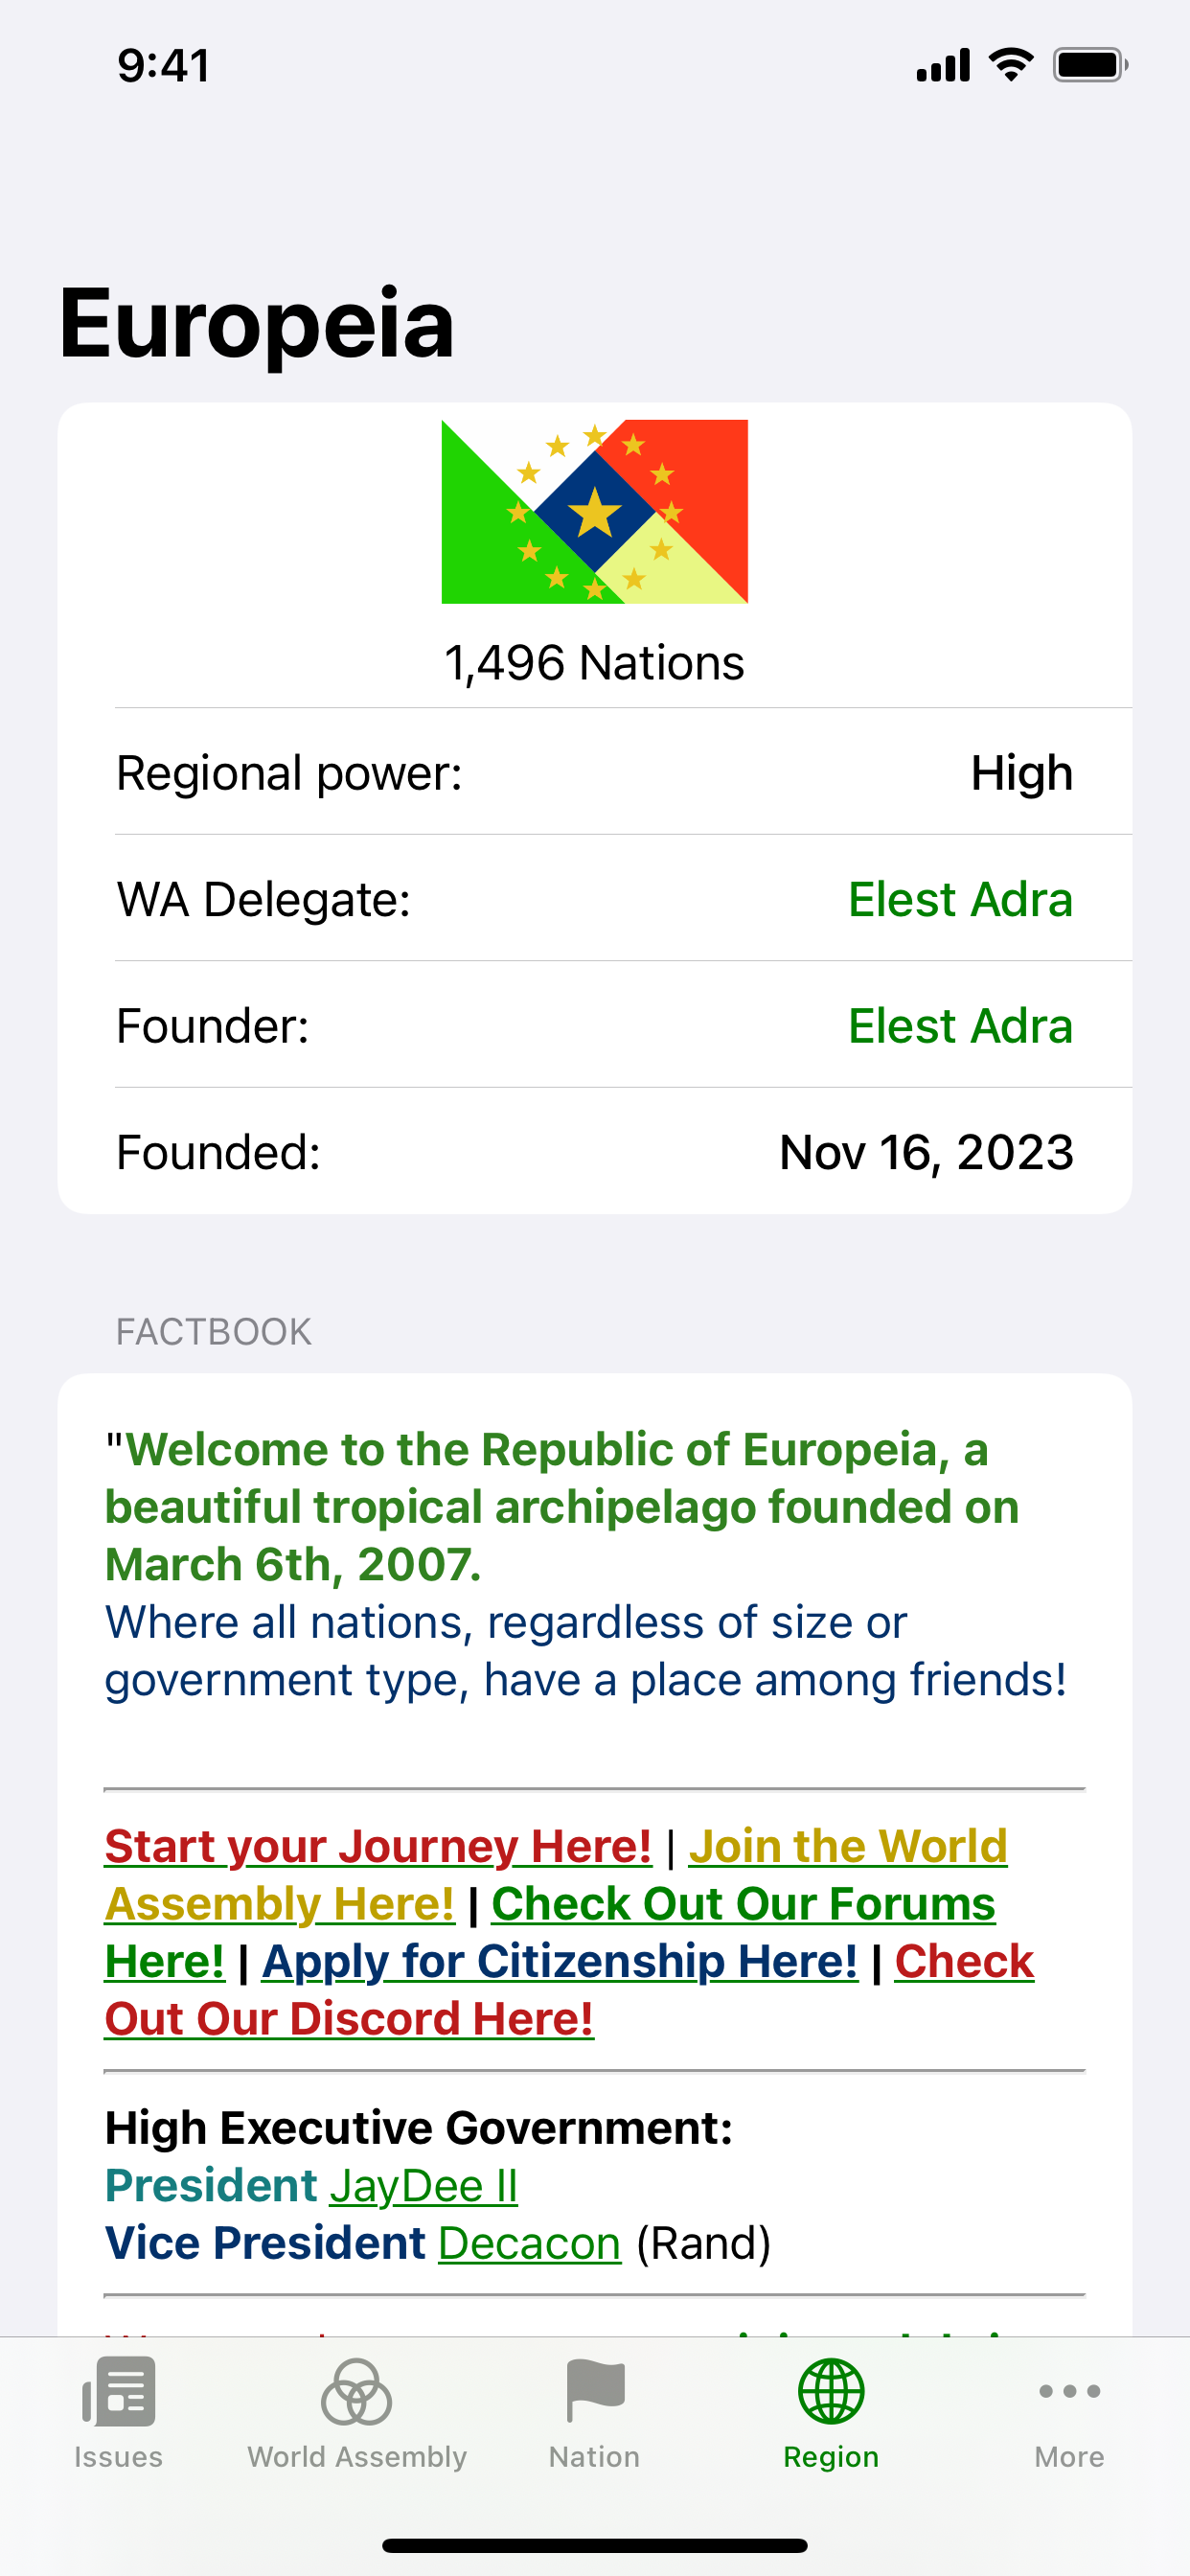 9:41
Europeia
1,496 Nations
Regional power: High
WA Delegate: Elest Adra
Founder: Elest Adra
Founded: Nov 16, 2023
FACTBOOK
"Welcome to the Republic of Europeia, a
beautiful tropical archipelago founded on
March 6th, 2007.
Where all nations, regardless of size or
government type, have a place among friends!
Start your Journey Here! | Join the World
Assembly Here! | Check Out Our Forums
Here! | Apply for Citizenship Here! | Check
Out Our Discord Here!
High Executive Government:
President JayDee II
Vice President Decacon (Rand)
Issues World Assembly Nation Region More